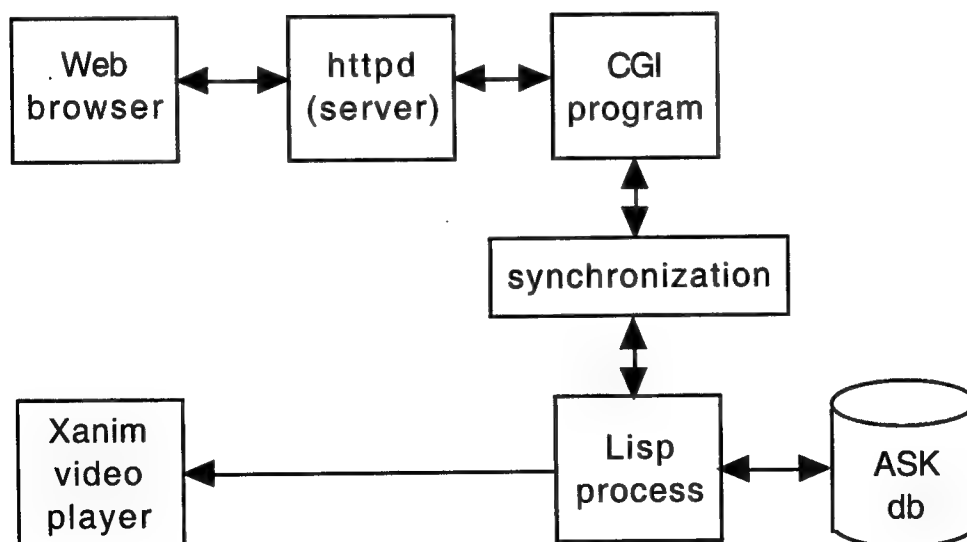 Web
browser
httpd
(server)
CGI
program
synchronization
Xanim
video
player
Lisp
process
ASK
db